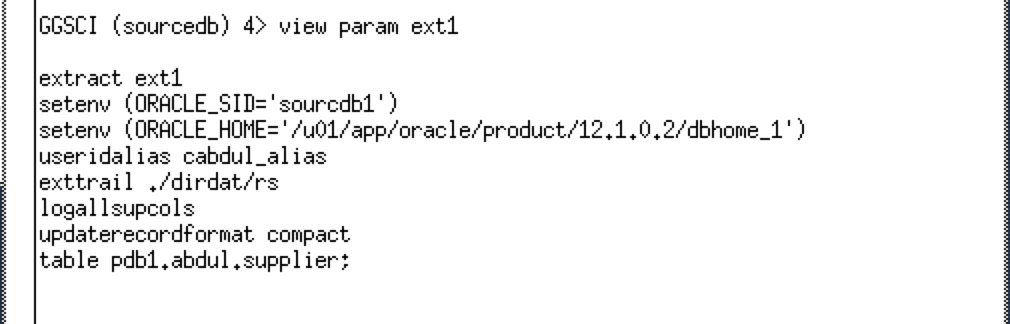 GGSCI (sourcedb) 4> view param ext1
extract ext1
setenv (ORACLE_SID='sourcdb1')
setenv (ORACLE_HOME='/u01/app/oracle/product/12.1.0.2/dbhome_1')
useridalias cabdul_alias
exttrail ./dirdat/rs
logallsupcols
updaterecordformat compact
table pdb1.abdul.supplier;